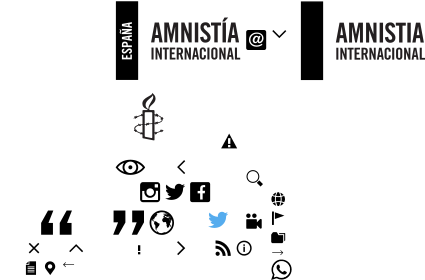 ESPAÑA
AMNISTÍA
INTERNACIONAL
@
AMNISTIA
INTERNACIONAL